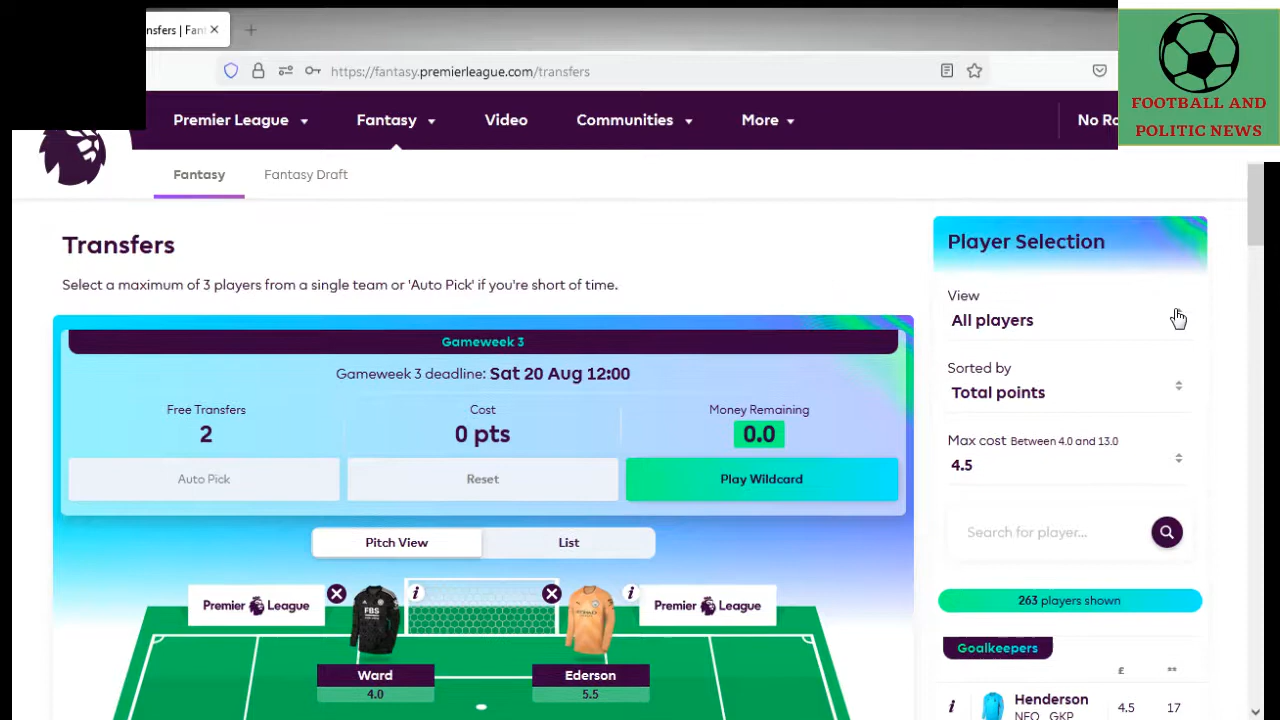 nsfers | Fan
https://fantasy.premierleague.com/transfers
FOOTBALL AND
POLITIC NEWS
Premier League
Fantasy
Video
Communities
More
No Ro
Fantasy
Fantasy Draft
Transfers
Select a maximum of 3 players from a single team or 'Auto Pick' if you're short of time.
Gameweek 3
Gameweek 3 deadline: Sat 20 Aug 12:00
Free Transfers
2
Cost
0 pts
Money Remaining
0.0
Auto Pick
Reset
Play Wildcard
Pitch View
List
Premier League
FBS
Premier League
Ward
4.0
Ederson
5.5
Player Selection
View
All players
Sorted by
Total points
Max cost Between 4.0 and 13.0
4.5
Search for player...
263 players shown
Goalkeepers
£
**
Henderson
4.5
17
NFO GKP